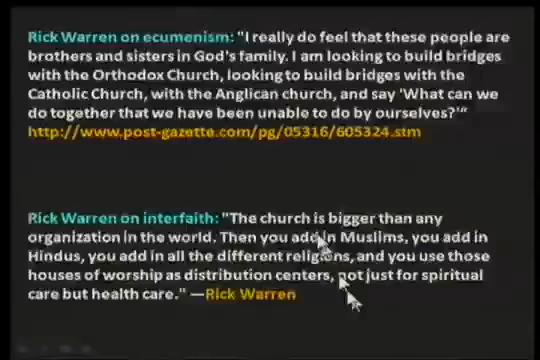 Rick Warren on ecumenism: "I really do feel that these people are
brothers and sisters in God's family. I am looking to build bridges
with the Orthodox Church, looking to build bridges with the
Catholic Church, with the Anglican church, and say 'What can we
do together that we have been unable to do by ourselves?'“
http://www.post-gazette.com/pg/05316/605324.stm
Rick Warren on interfaith: "The church is bigger than any
organization in the world. Then you add in Muslims, you add in
Hindus, you add in all the different religions, and you use those
houses of worship as distribution centers, not just for spiritual
care but health care." —Rick Warren